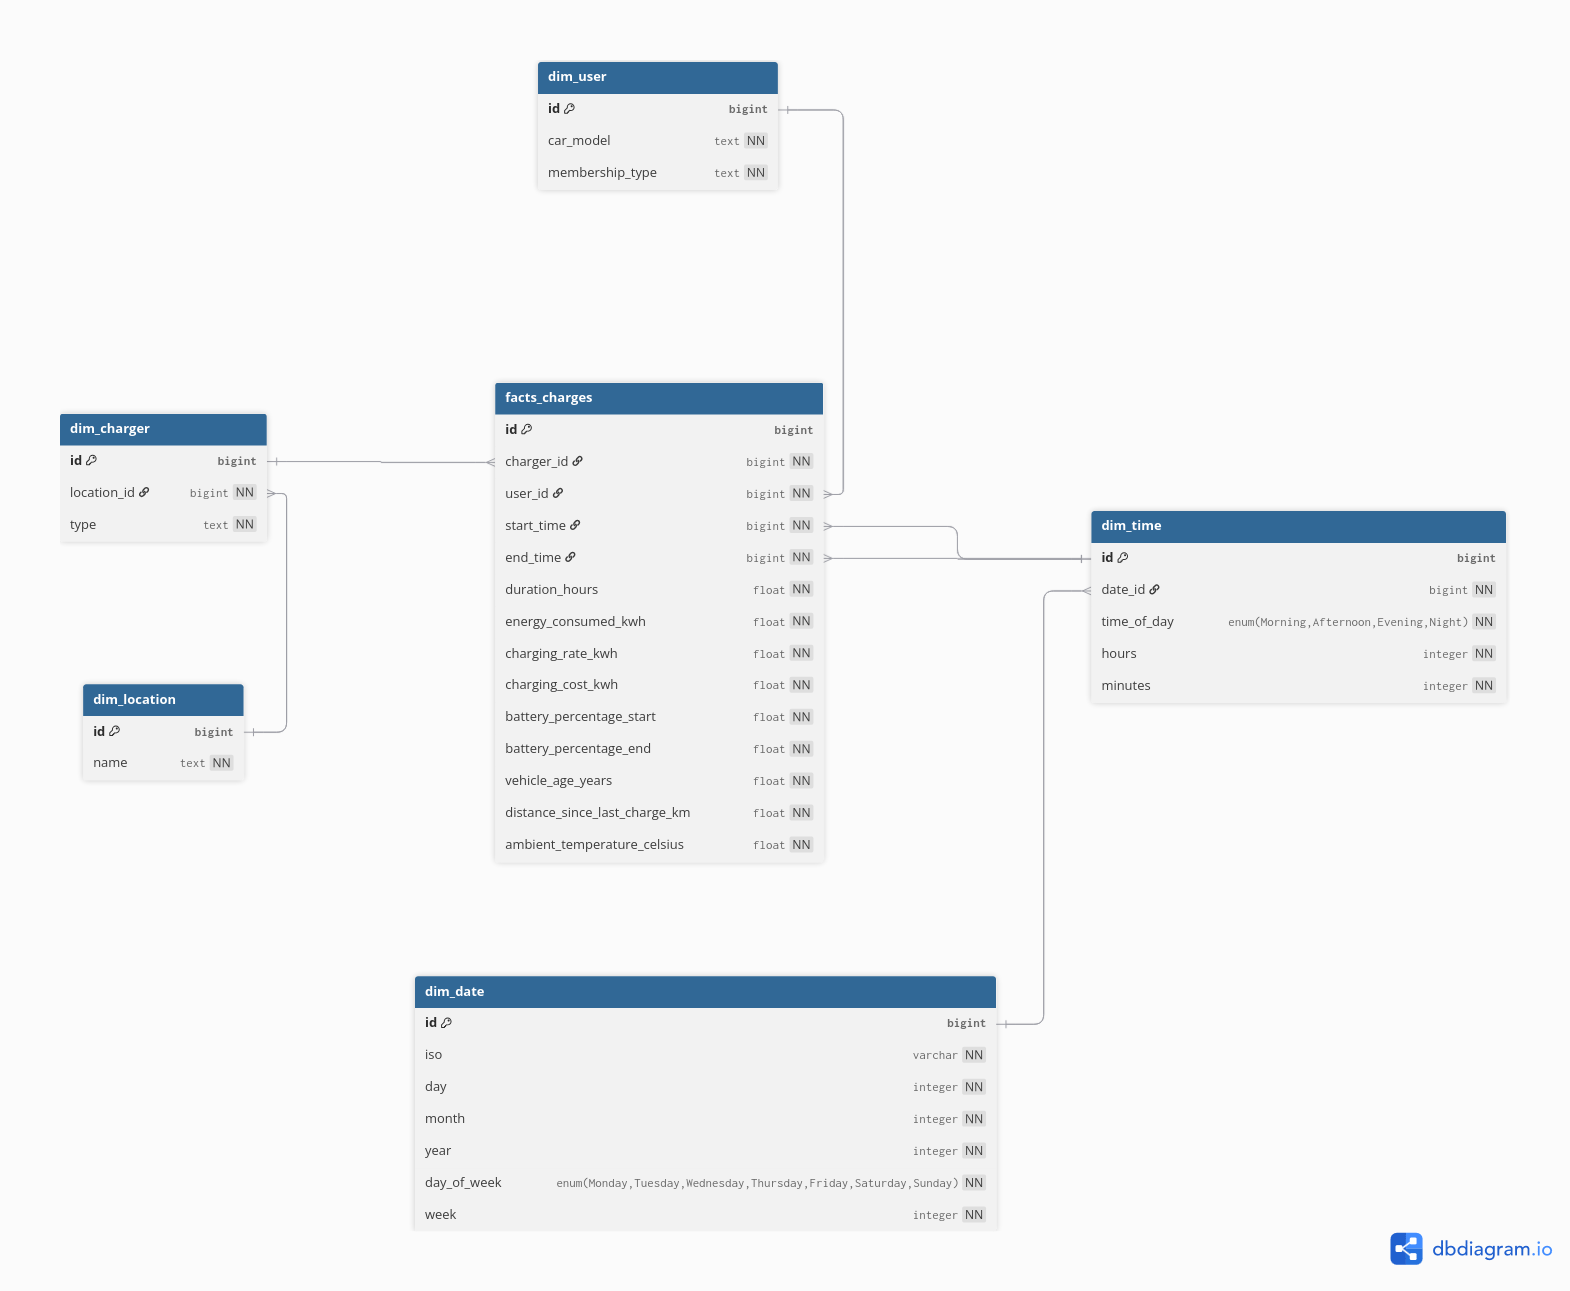 dim_user
id bigint
car_model text NN
membership_type text NN
facts_charges
id bigint
charger_id bigint NN
user_id bigint NN
start_time bigint NN
end_time bigint NN
duration_hours float NN
energy_consumed_kwh float NN
charging_rate_kwh float NN
charging_cost_kwh float NN
battery_percentage_start float NN
battery_percentage_end float NN
vehicle_age_years float NN
distance_since_last_charge_km float NN
ambient_temperature_celsius float NN
dim_charger
id bigint
location_id bigint NN
type text NN
dim_location
id bigint
name text NN
dim_time
id bigint
date_id bigint NN
time_of_day enum(Morning,Afternoon,Evening,Night) NN
hours integer NN
minutes integer NN
dim_date
id bigint
iso varchar NN
day integer NN
month integer NN
year integer NN
day_of_week enum(Monday,Tuesday,Wednesday,Thursday,Friday,Saturday,Sunday) NN
week integer NN
dbdiagram.io